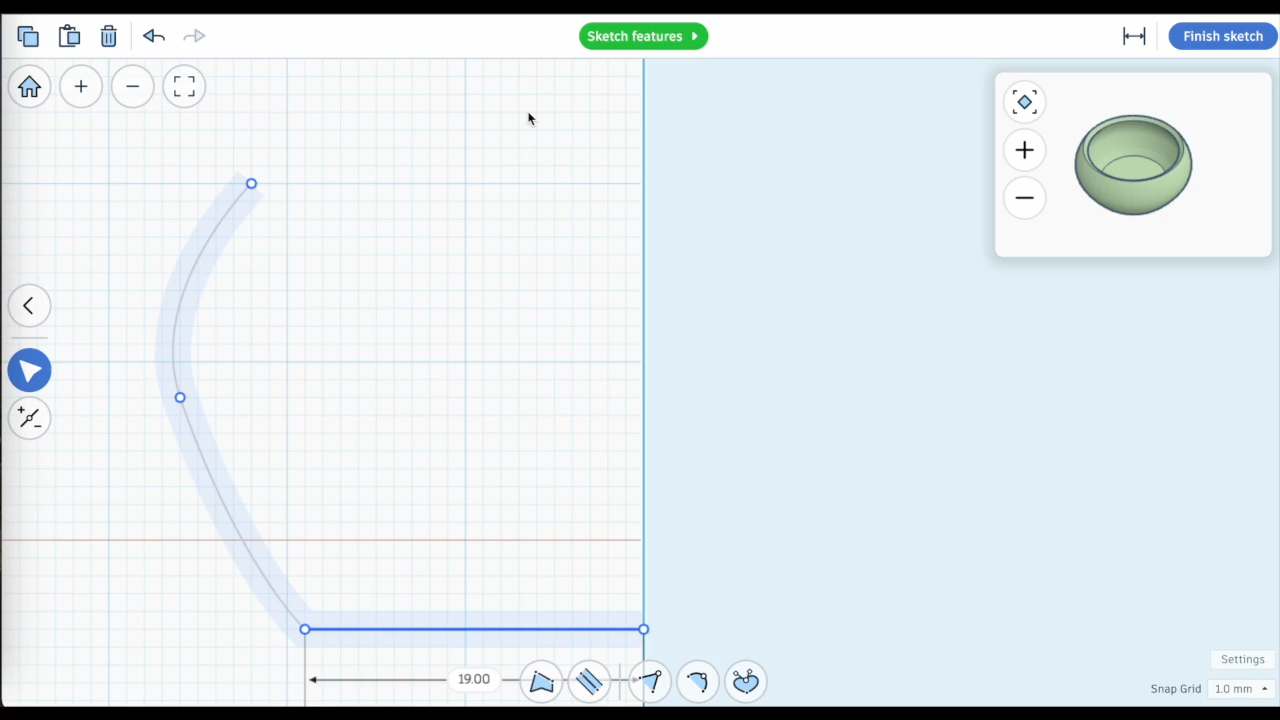 Sketch features
Finish sketch
19.00
Settings
Snap Grid 1.0 mm